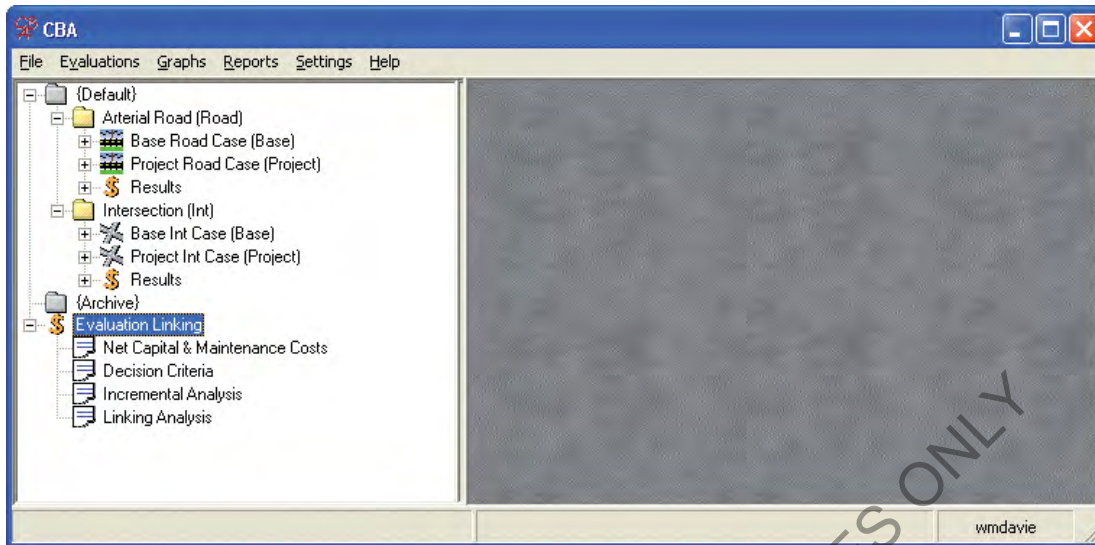 CBA
File Evaluations Graphs Reports Settings Help
{Default}
Arterial Road (Road)
Base Road Case (Base)
Project Road Case (Project)
Results
Intersection (Int)
Base Int Case (Base)
Project Int Case (Project)
Results
{Archive}
Evaluation Linking
Net Capital & Maintenance Costs
Decision Criteria
Incremental Analysis
Linking Analysis
ES ONLY
wmdavie